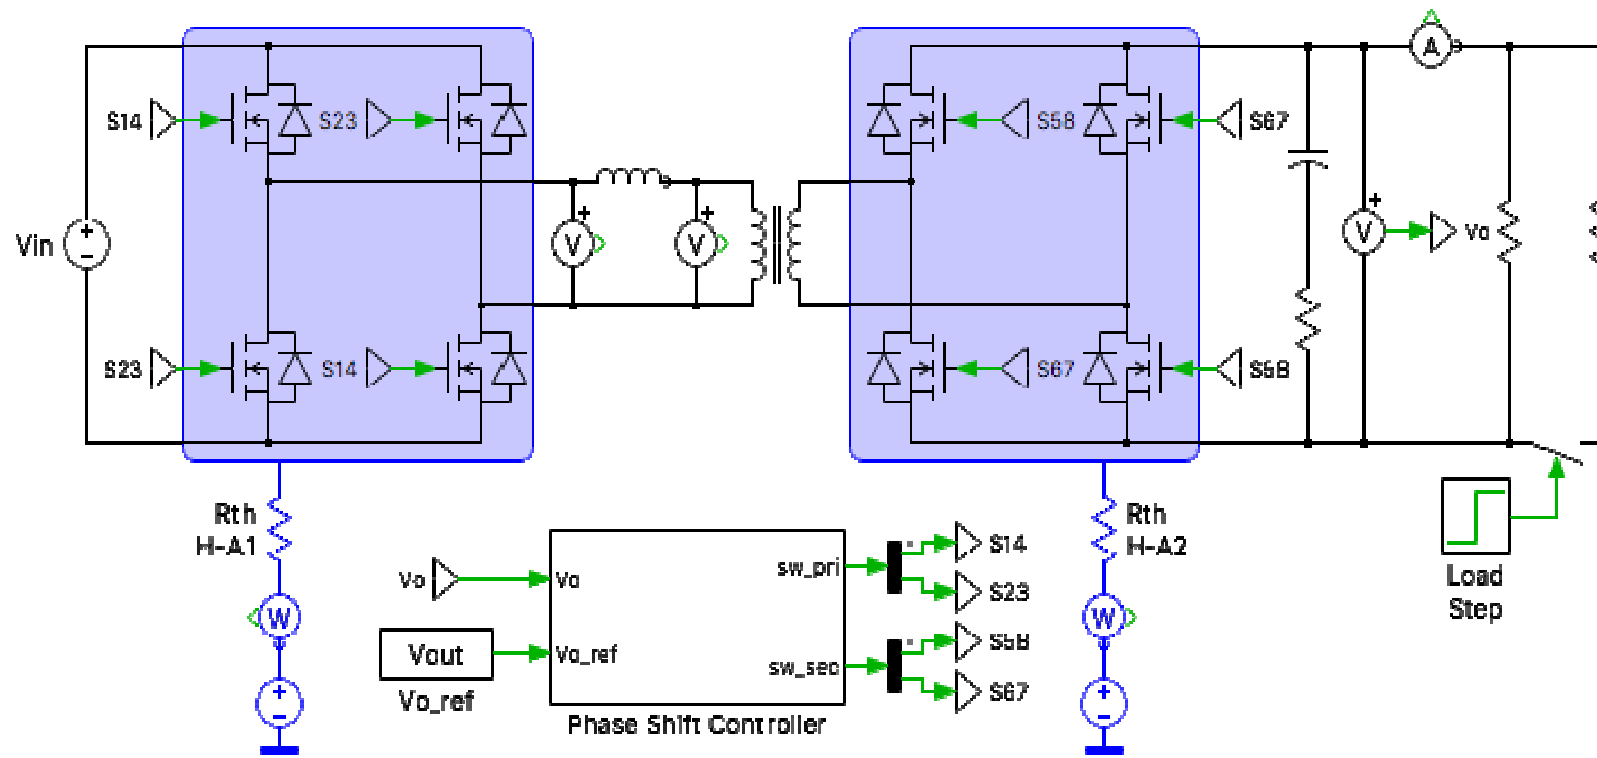 A
S14
S23
S58
S67
+
+
+
Vin
+
-
V
V
V
Vo
S23
S14
S67
S58
Rth
H-A1
Rth
H-A2
Vo
Vo
sw_pri
S14
S23
Load
Step
W
W
Vout
Vo_ref
Vo_ref
sw_sec
S58
S67
+
-
+
-
Phase Shift Controller